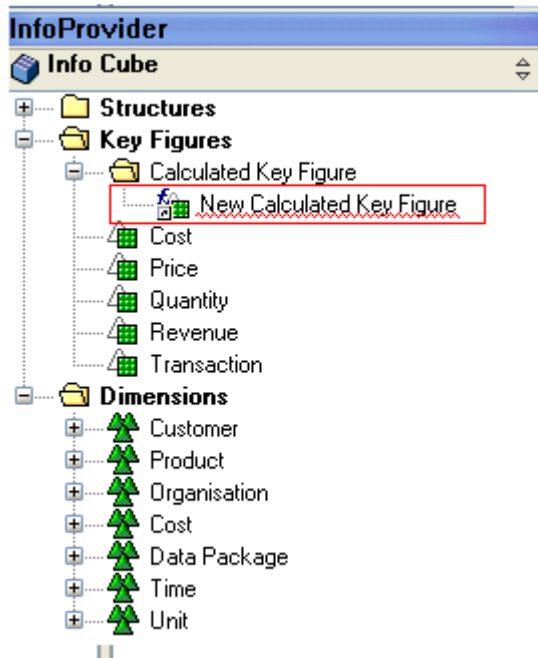 InfoProvider
Info Cube
Structures
Key Figures
Calculated Key Figure
New Calculated Key Figure
Cost
Price
Quantity
Revenue
Transaction
Dimensions
Customer
Product
Organisation
Cost
Data Package
Time
Unit